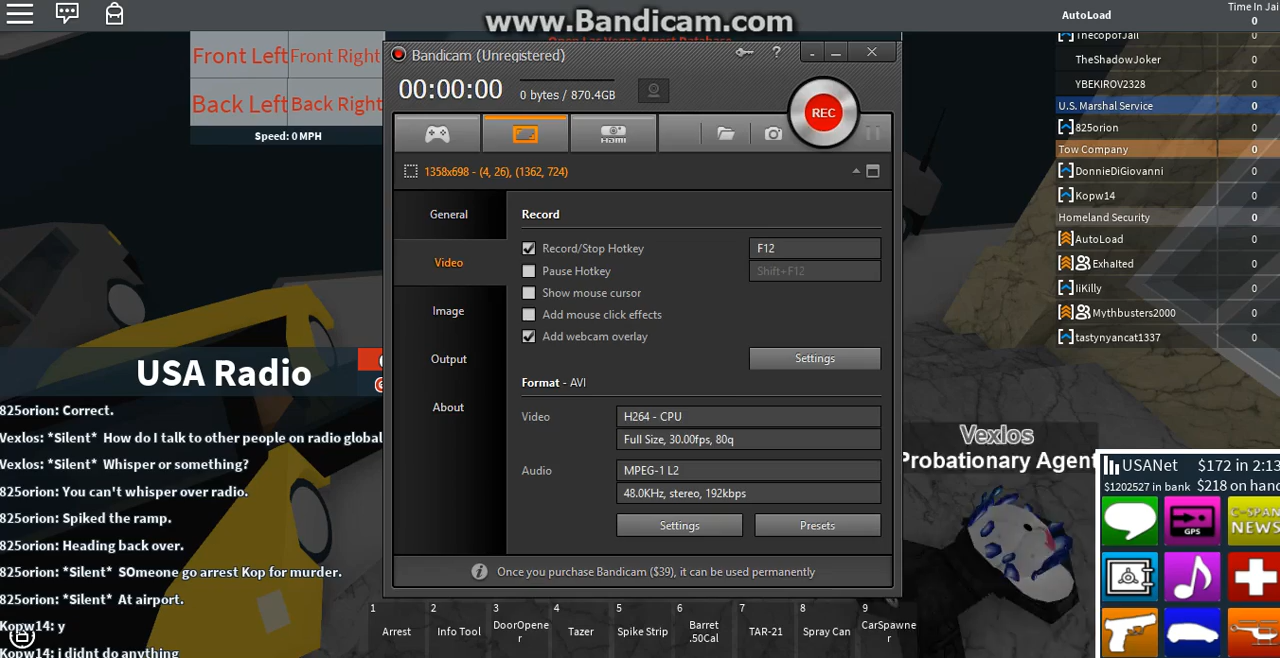 www.Bandicam.com
Time In Jai
AutoLoad 0
ThecopofJail 0
TheShadowJoker 0
YBEKIROV2328 0
U.S. Marshal Service 0
825orion 0
Tow Company 0
DonnieDiGiovanni 0
Kopw14 0
Homeland Security 0
AutoLoad 0
Exhalted 0
IiKilly 0
Mythbusters2000 0
tastynyancat1337 0
Front Left Front Right
Back Left Back Right
Speed: 0 MPH
Bandicam (Unregistered)
00:00:00
0 bytes / 870.4GB
REC
HDMI
1358x698 - (4, 26), (1362, 724)
General
Video
Image
Output
About
Record
Record/Stop Hotkey F12
Pause Hotkey Shift+F12
Show mouse cursor
Add mouse click effects
Add webcam overlay
Settings
Format - AVI
Video H264 - CPU
Full Size, 30.00fps, 80q
Audio MPEG-1 L2
48.0KHz, stereo, 192kbps
Settings Presets
Once you purchase Bandicam ($39), it can be used permanently
USA Radio
825orion: Correct.
Vexlos: *Silent* How do I talk to other people on radio global
Vexlos: *Silent* Whisper or something?
825orion: You can't whisper over radio.
825orion: Spiked the ramp.
825orion: Heading back over.
825orion: *Silent* SOmeone go arrest Kop for murder.
825orion: *Silent* At airport.
Kopw14: y
Kopw14: i didnt do anything
Vexlos
Probationary Agent
USANet $172 in 2:13
$1202527 in bank $218 on hand
GPS
C-SPAN
NEWS
1 Arrest
2 Info Tool
3 DoorOpene
r
4 Tazer
5 Spike Strip
6 Barret
.50Cal
7 TAR-21
8 Spray Can
9 CarSpawne
r